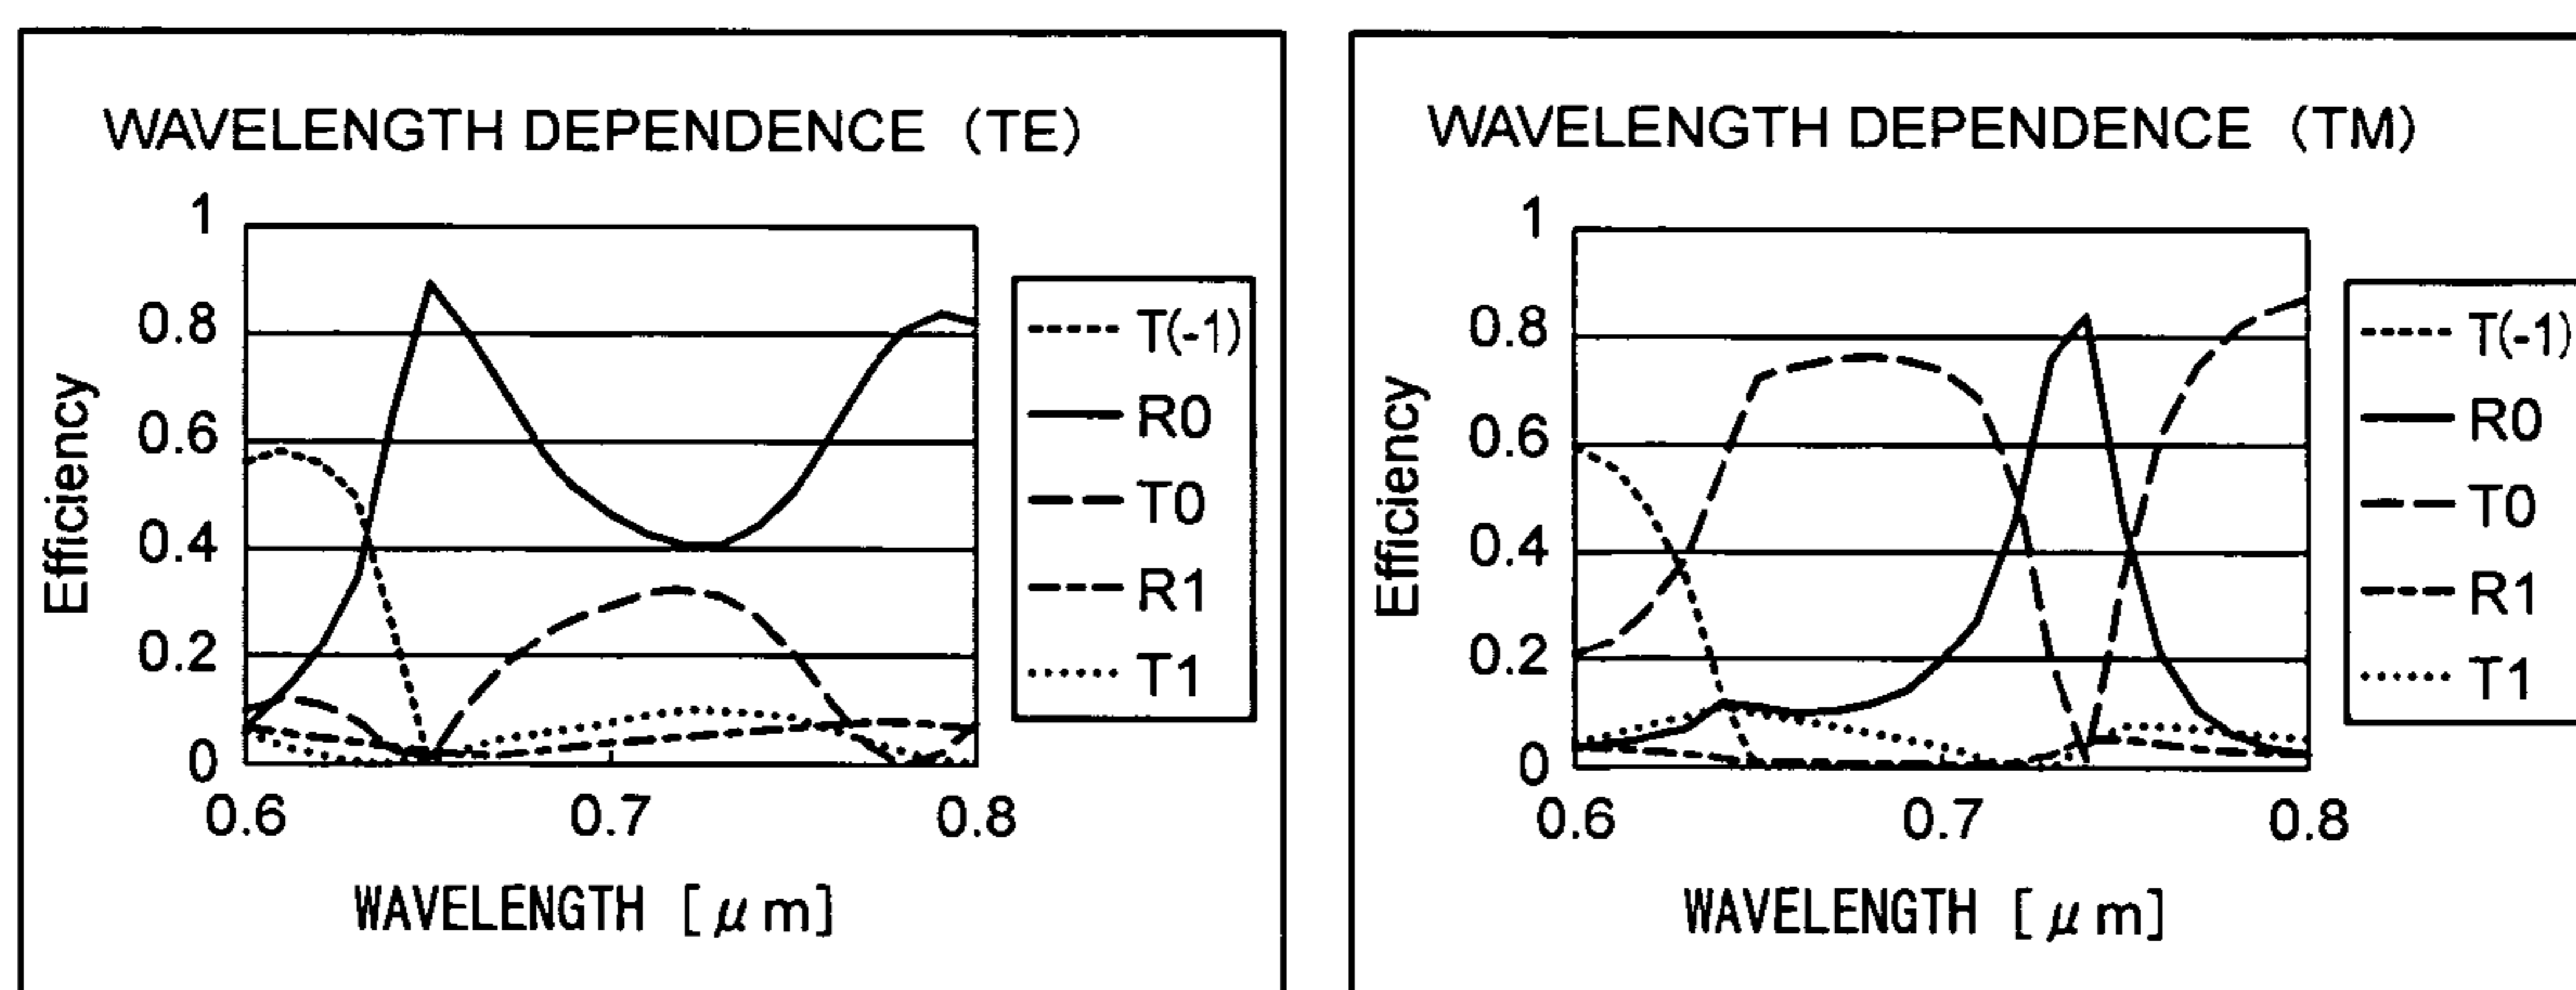 WAVELENGTH DEPENDENCE (TE)
1
0.8
0.6
0.4
0.2
0
Efficiency
0.6 0.7 0.8
WAVELENGTH [μm]
T(-1)
R0
T0
R1
T1
WAVELENGTH DEPENDENCE (TM)
1
0.8
0.6
0.4
0.2
0
Efficiency
0.6 0.7 0.8
WAVELENGTH [μm]
T(-1)
R0
T0
R1
T1